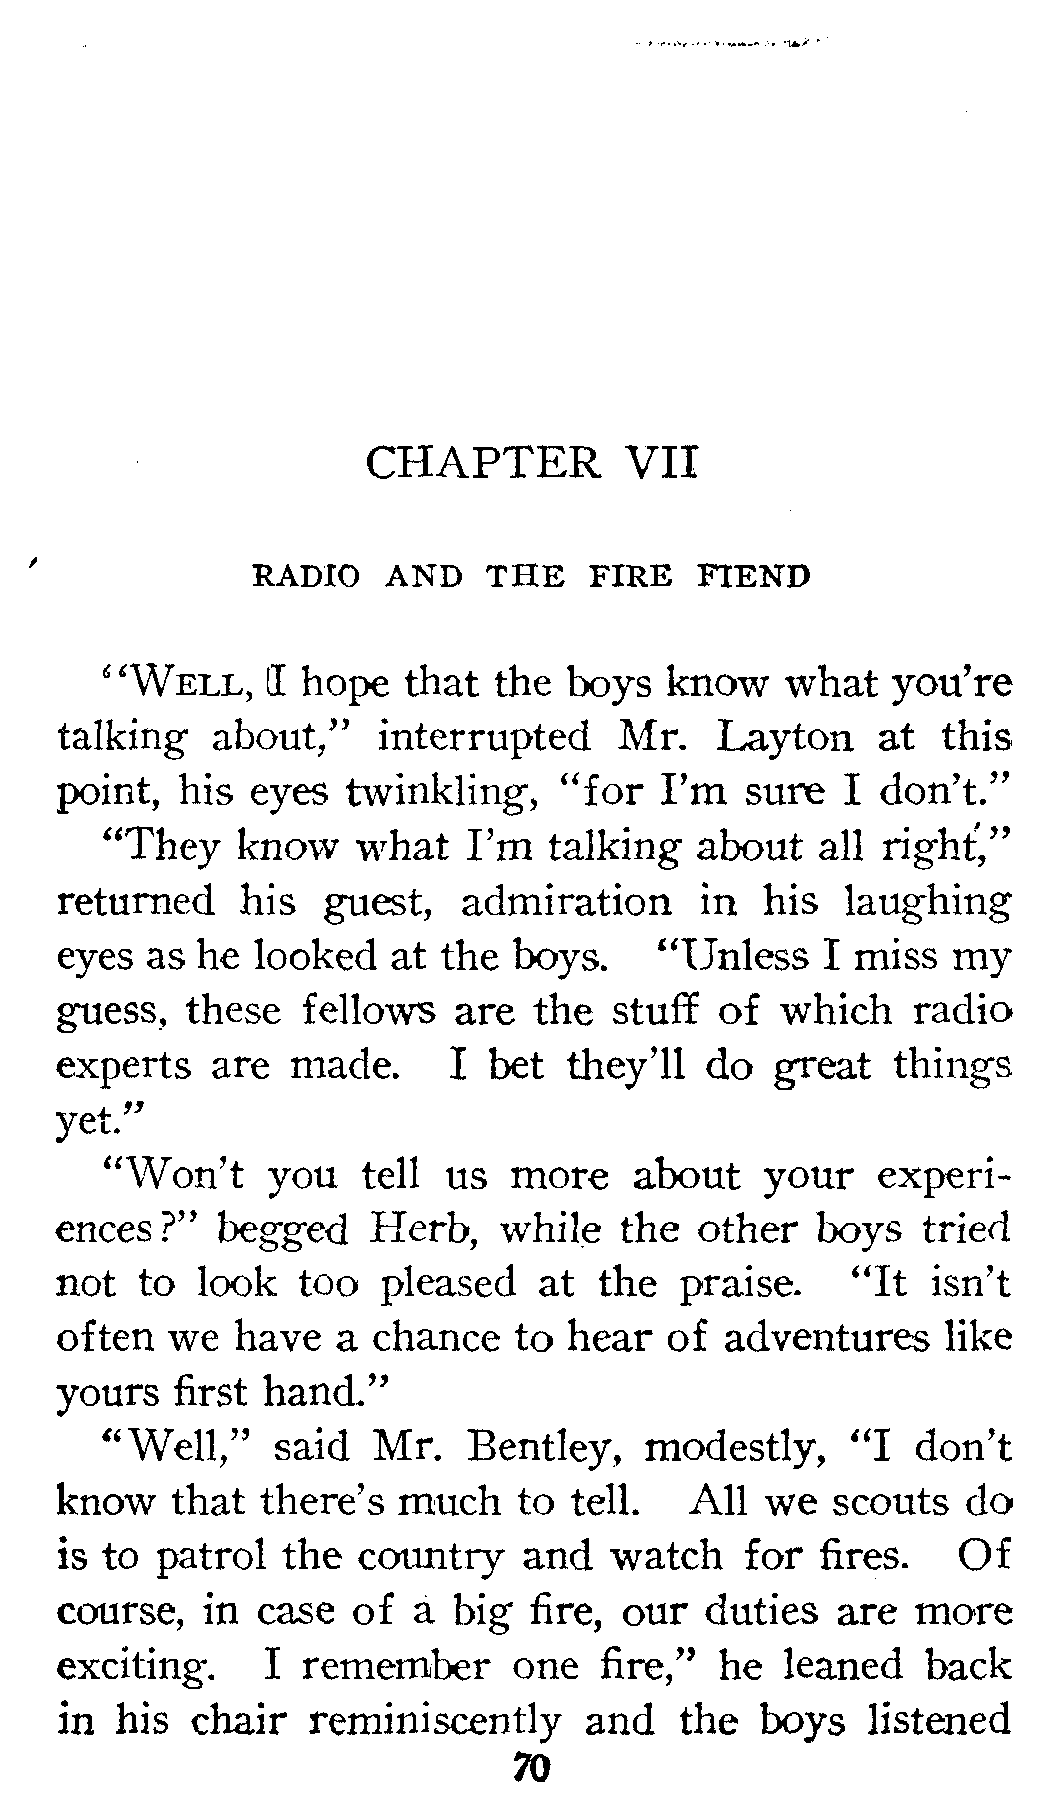 CHAPTER VII
RADIO AND THE FIRE FIEND
"WELL, I hope that the boys know what you're
talking about," interrupted Mr. Layton at this
point, his eyes twinkling, "for I'm sure I don't."
"They know what I'm talking about all right,"
returned his guest, admiration in his laughing
eyes as he looked at the boys. "Unless I miss my
guess, these fellows are the stuff of which radio
experts are made. I bet they'll do great things
yet."
"Won't you tell us more about your experi-
ences?" begged Herb, while the other boys tried
not to look too pleased at the praise. "It isn't
often we have a chance to hear of adventures like
yours first hand."
"Well," said Mr. Bentley, modestly, "I don't
know that there's much to tell. All we scouts do
is to patrol the country and watch for fires. Of
course, in case of a big fire, our duties are more
exciting. I remember one fire," he leaned back
in his chair reminiscently and the boys listened
70